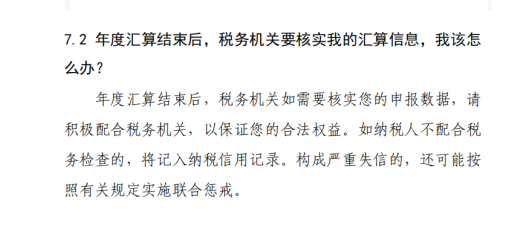 7.2 年度汇算结束后，税务机关要核实我的汇算信息，我该怎
么办？
年度汇算结束后，税务机关如需要核实您的申报数据，请
积极配合税务机关，以保证您的合法权益。如纳税人不配合税
务检查的，将记入纳税信用记录。构成严重失信的，还可能按
照有关规定实施联合惩戒。